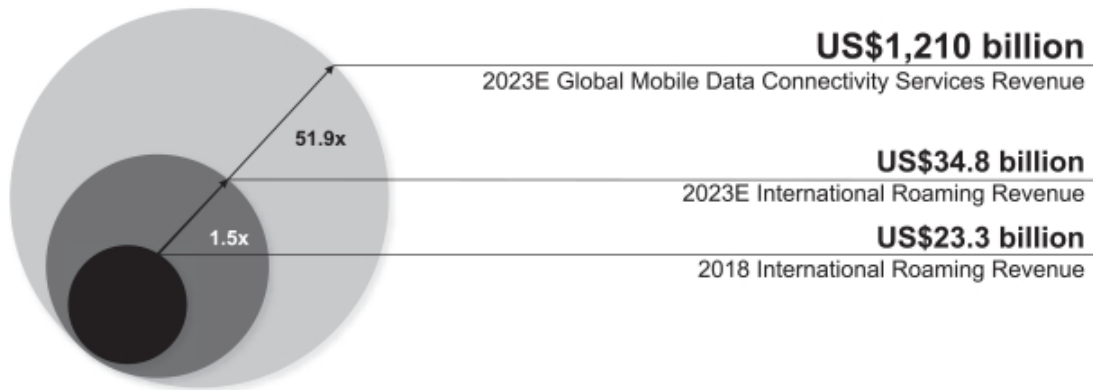 US$1,210 billion
2023E Global Mobile Data Connectivity Services Revenue
51.9x
US$34.8 billion
2023E International Roaming Revenue
1.5x
US$23.3 billion
2018 International Roaming Revenue